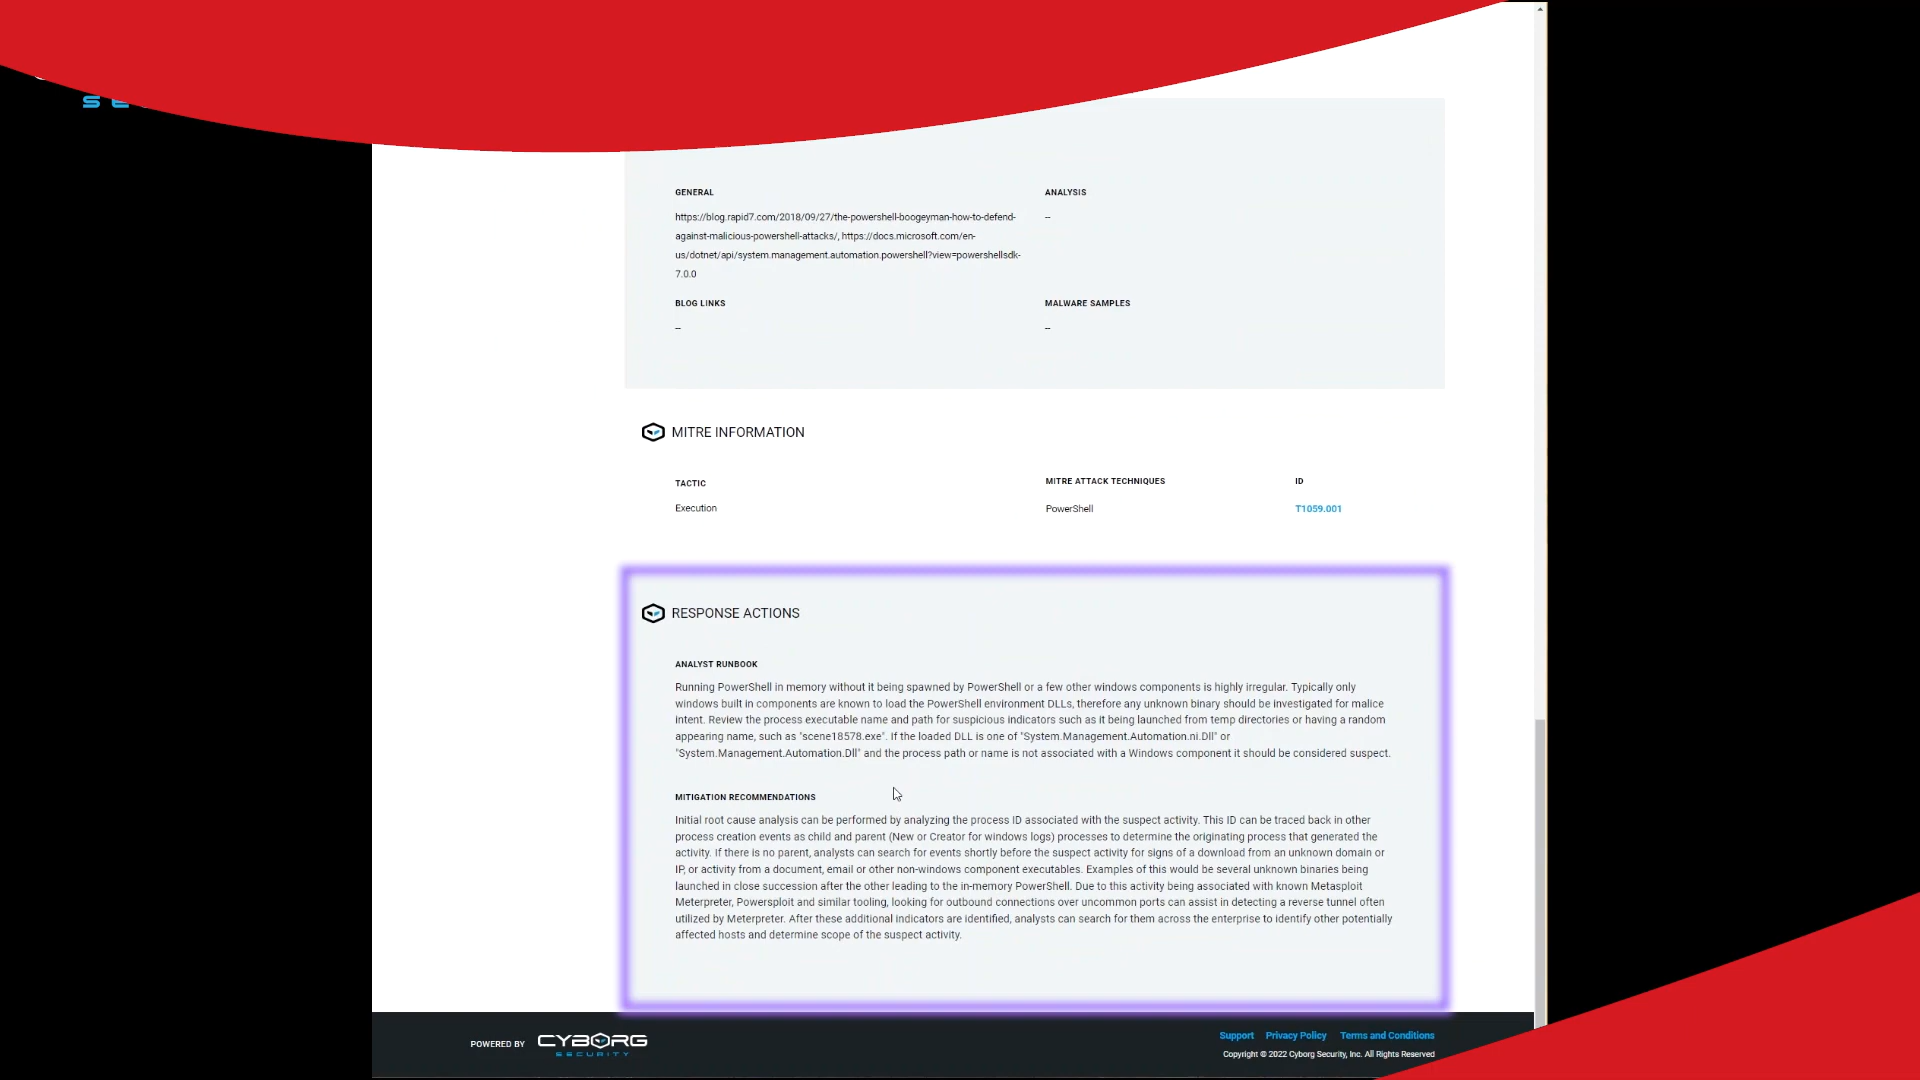 GENERAL
https://blog.rapid7.com/2018/09/27/the-powershell-boogeyman-how-to-defend-
against-malicious-powershell-attacks/, https://docs.microsoft.com/en-
us/dotnet/api/system.management.automation.powershell?view=powershellsdk-
7.0.0
ANALYSIS
--
BLOG LINKS
--
MALWARE SAMPLES
--
MITRE INFORMATION
TACTIC
Execution
MITRE ATTACK TECHNIQUES
PowerShell
ID
T1059.001
RESPONSE ACTIONS
ANALYST RUNBOOK
Running PowerShell in memory without it being spawned by PowerShell or a few other windows components is highly irregular. Typically only
windows built in components are known to load the PowerShell environment DLLs, therefore any unknown binary should be investigated for malice
intent. Review the process executable name and path for suspicious indicators such as it being launched from temp directories or having a random
appearing name, such as "scene18578.exe". If the loaded DLL is one of "System.Management.Automation.ni.Dll" or
"System.Management.Automation.Dll" and the process path or name is not associated with a Windows component it should be considered suspect.
MITIGATION RECOMMENDATIONS
Initial root cause analysis can be performed by analyzing the process ID associated with the suspect activity. This ID can be traced back in other
process creation events as child and parent (New or Creator for windows logs) processes to determine the originating process that generated the
activity. If there is no parent, analysts can search for events shortly before the suspect activity for signs of a download from an unknown domain or
IP, or activity from a document, email or other non-windows component executables. Examples of this would be several unknown binaries being
launched in close succession after the other leading to the in-memory PowerShell. Due to this activity being associated with known Metasploit
Meterpreter, Powersploit and similar tooling, looking for outbound connections over uncommon ports can assist in detecting a reverse tunnel often
utilized by Meterpreter. After these additional indicators are identified, analysts can search for them across the enterprise to identify other potentially
affected hosts and determine scope of the suspect activity.
POWERED BY
CYBORG
SECURITY
Support Privacy Policy Terms and Conditions
Copyright © 2022 Cyborg Security, Inc. All Rights Reserved